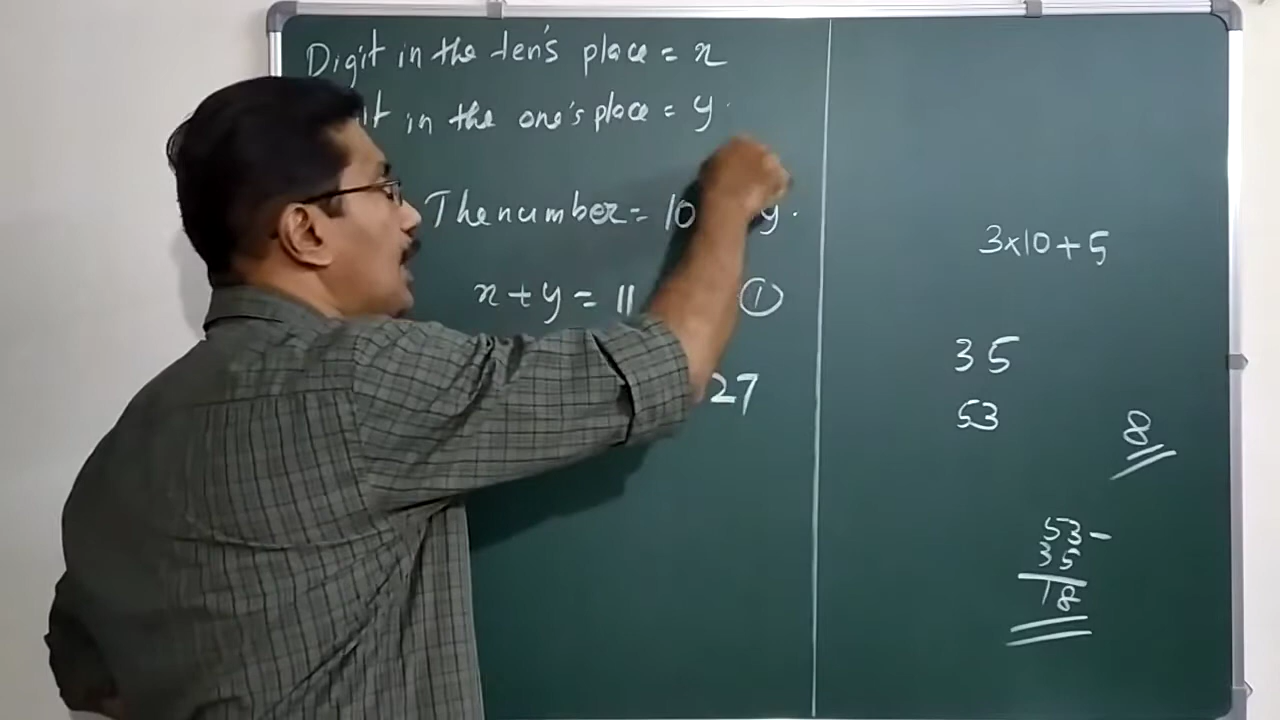 Digit in the ten's place = x
in the one's place = y.
The number = 10 y.
x + y = 11 ①
27
3×10+5
35
53
8
53 -
35
18